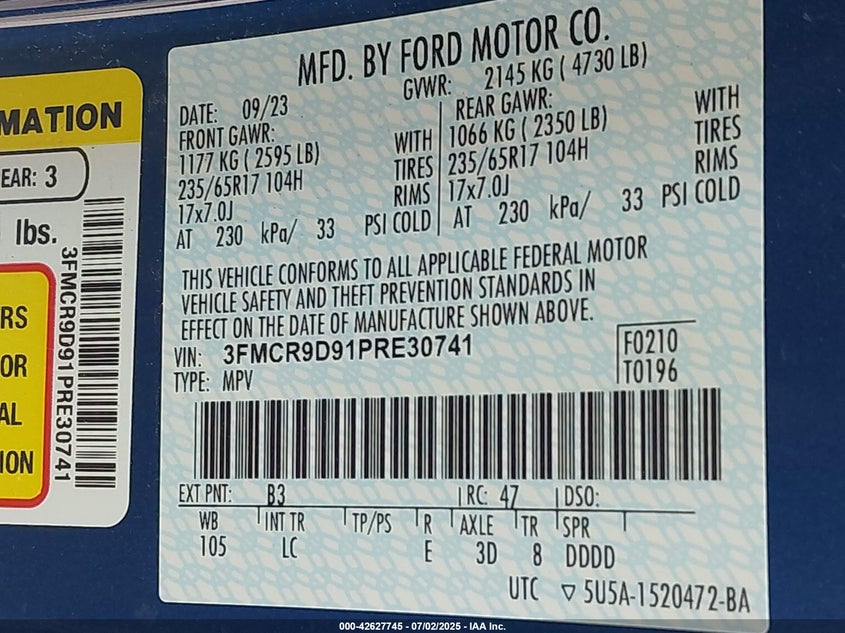 MATION
EAR: 3
lbs.
3FMCR9D91PRE30741
RS
OR
AL
ION
MFD. BY FORD MOTOR CO.
DATE: 09/23
GVWR: 2145 KG ( 4730 LB)
FRONT GAWR:
1177 KG ( 2595 LB) WITH
235/65R17 104H TIRES
17x7.0J RIMS
AT 230 kPa/ 33 PSI COLD
REAR GAWR: WITH
1066 KG ( 2350 LB) TIRES
235/65R17 104H RIMS
17x7.0J
AT 230 kPa/ 33 PSI COLD
THIS VEHICLE CONFORMS TO ALL APPLICABLE FEDERAL MOTOR
VEHICLE SAFETY AND THEFT PREVENTION STANDARDS IN
EFFECT ON THE DATE OF MANUFACTURE SHOWN ABOVE.
VIN: 3FMCR9D91PRE30741
TYPE: MPV
F0210
T0196
EXT PNT: B3 RC: 47 DSO:
WB INT TR TP/PS R AXLE TR SPR
105 LC E 3D 8 DDDD
UTC ▽ 5U5A-1520472-BA
000-42627745 - 07/02/2025 - IAA Inc.